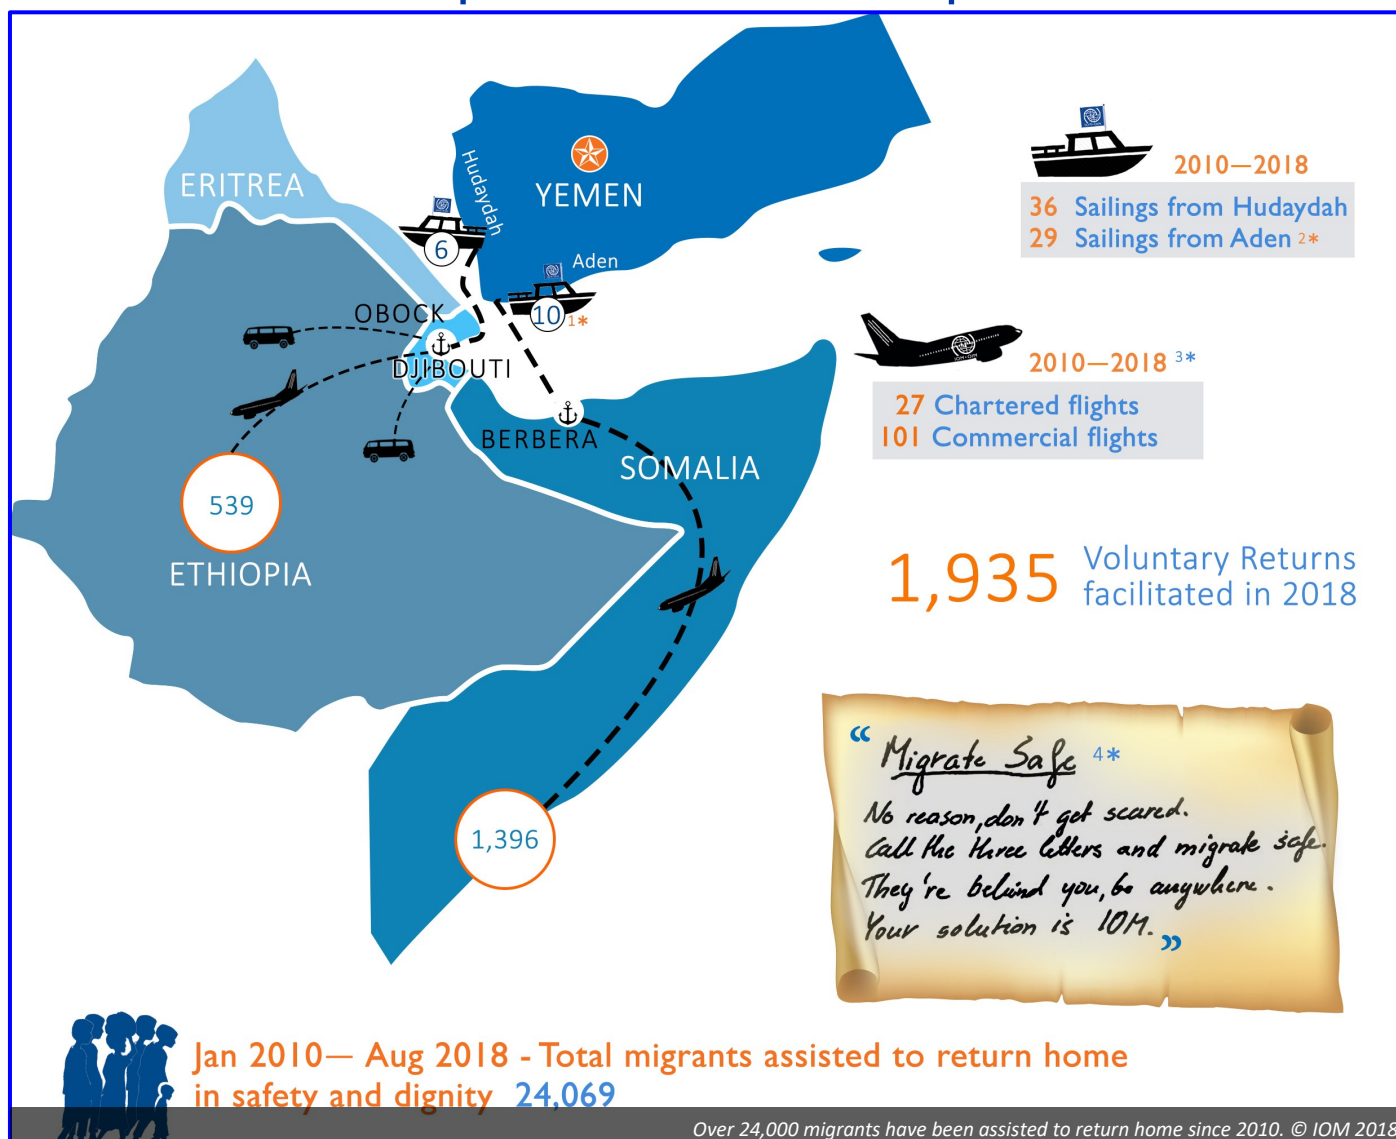 ERITREA
Hudaydah
YEMEN
6
Aden
10 1*
OBOCK
DJIBOUTI
BERBERA
SOMALIA
539
ETHIOPIA
1,396
2010—2018
36 Sailings from Hudaydah
29 Sailings from Aden 2*
2010—2018 3*
27 Chartered flights
101 Commercial flights
1,935 Voluntary Returns
facilitated in 2018
“ Migrate Safe 4*
No reason, don't get scared.
Call the three letters and migrate safe.
They're behind you, be anywhere.
Your solution is IOM. ”
Jan 2010— Aug 2018 - Total migrants assisted to return home
in safety and dignity 24,069
Over 24,000 migrants have been assisted to return home since 2010. © IOM 2018